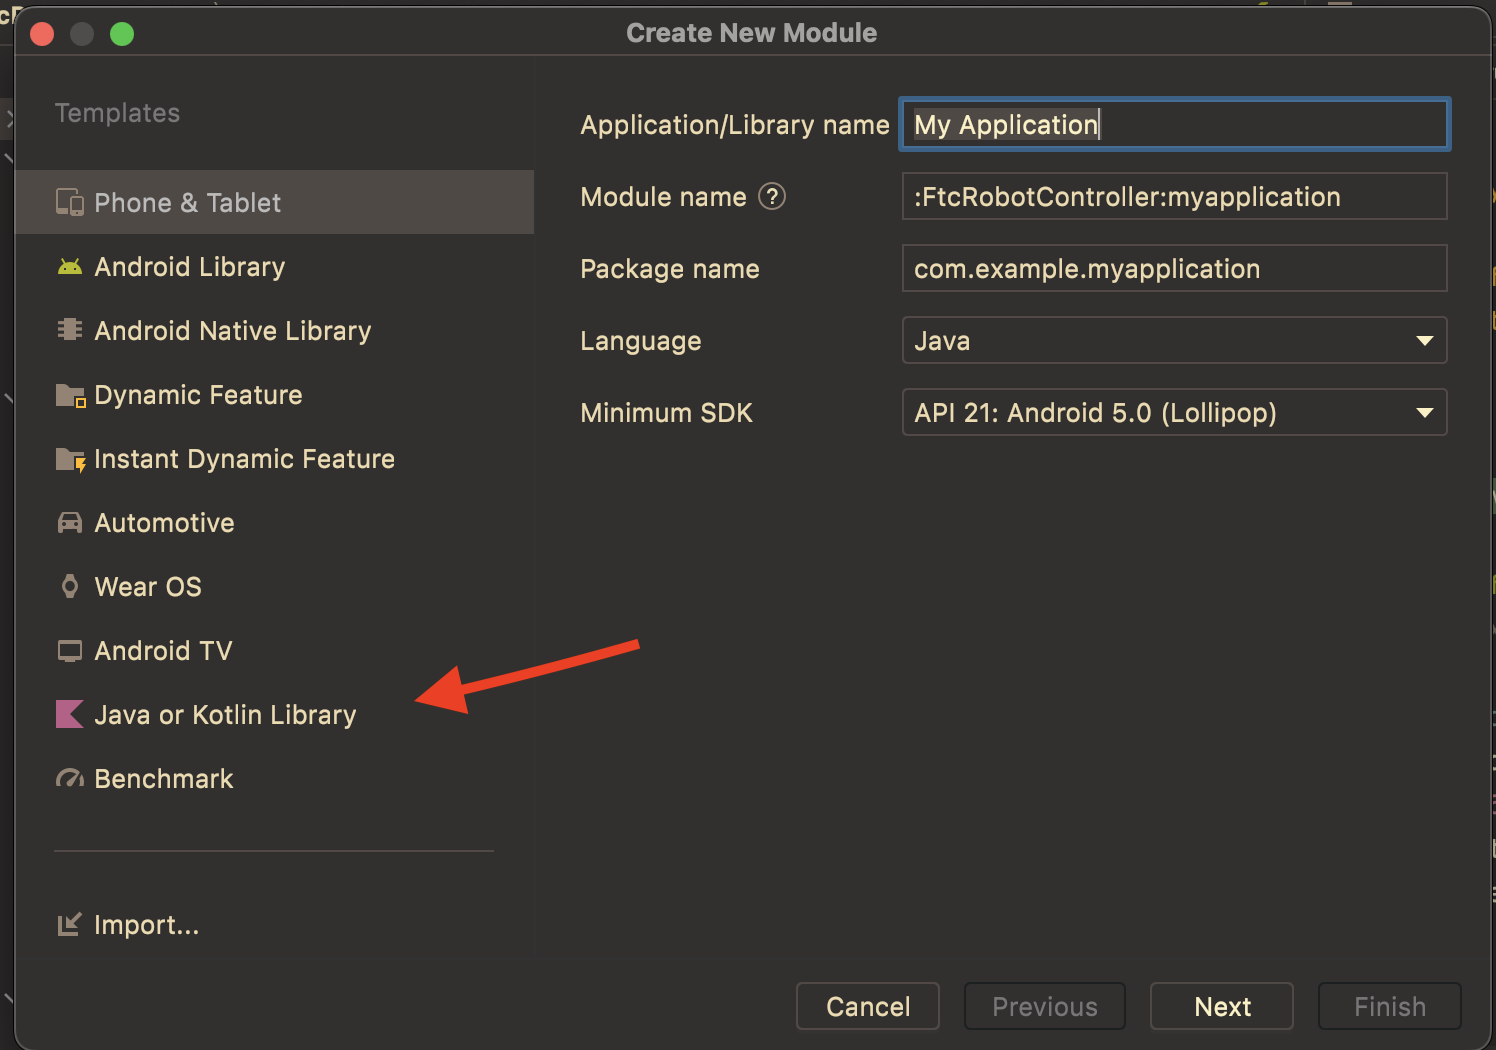 Create New Module
Templates
Phone & Tablet
Android Library
Android Native Library
Dynamic Feature
Instant Dynamic Feature
Automotive
Wear OS
Android TV
Java or Kotlin Library
Benchmark
Import...
Application/Library name My Application
Module name ? :FtcRobotController:myapplication
Package name com.example.myapplication
Language Java
Minimum SDK API 21: Android 5.0 (Lollipop)
Cancel Previous Next Finish